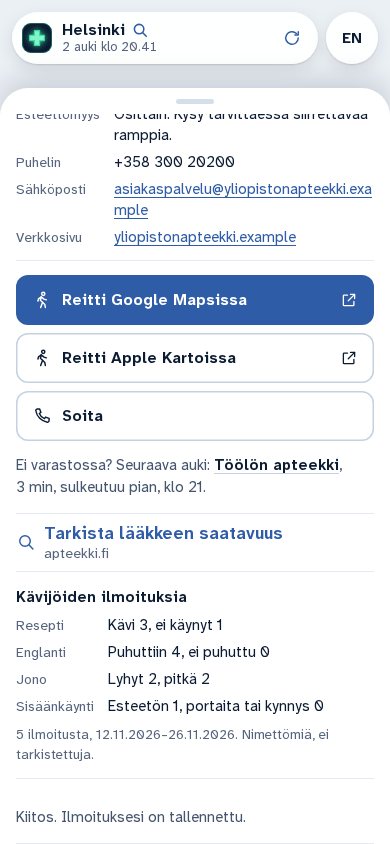 Helsinki
2 auki klo 20.41
EN
Esteettömyys
Osittain. Kysy tarvittaessa siirrettävää
ramppia.
Puhelin
+358 300 20200
Sähköposti
asiakaspalvelu@yliopistonapteekki.exa
mple
Verkkosivu
yliopistonapteekki.example
Reitti Google Mapsissa
Reitti Apple Kartoissa
Soita
Ei varastossa? Seuraava auki: Töölön apteekki,
3 min, sulkeutuu pian, klo 21.
Tarkista lääkkeen saatavuus
apteekki.fi
Kävijöiden ilmoituksia
Resepti
Kävi 3, ei käynyt 1
Englanti
Puhuttiin 4, ei puhuttu 0
Jono
Lyhyt 2, pitkä 2
Sisäänkäynti
Esteetön 1, portaita tai kynnys 0
5 ilmoitusta, 12.11.2026–26.11.2026. Nimettömiä, ei
tarkistettuja.
Kiitos. Ilmoituksesi on tallennettu.